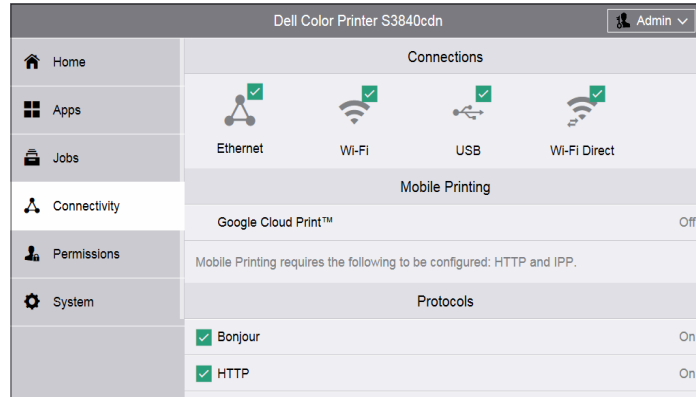 Dell Color Printer S3840cdn
Admin
Home
Apps
Jobs
Connectivity
Permissions
System
Connections
Ethernet
Wi-Fi
USB
Wi-Fi Direct
Mobile Printing
Google Cloud Print™ Off
Mobile Printing requires the following to be configured: HTTP and IPP.
Protocols
Bonjour On
HTTP On